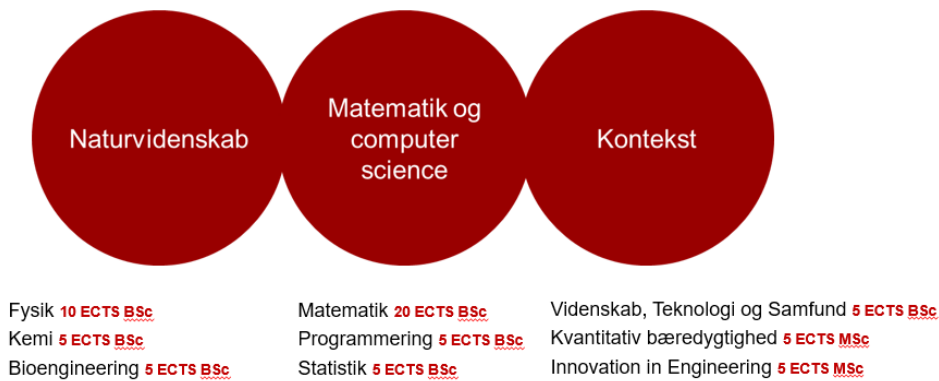 Naturvidenskab
Matematik og
computer
science
Kontekst
Fysik 10 ECTS BSc
Kemi 5 ECTS BSc
Bioengineering 5 ECTS BSc
Matematik 20 ECTS BSc
Programmering 5 ECTS BSc
Statistik 5 ECTS BSc
Videnskab, Teknologi og Samfund 5 ECTS BSc
Kvantitativ bæredygtighed 5 ECTS MSc
Innovation in Engineering 5 ECTS MSc